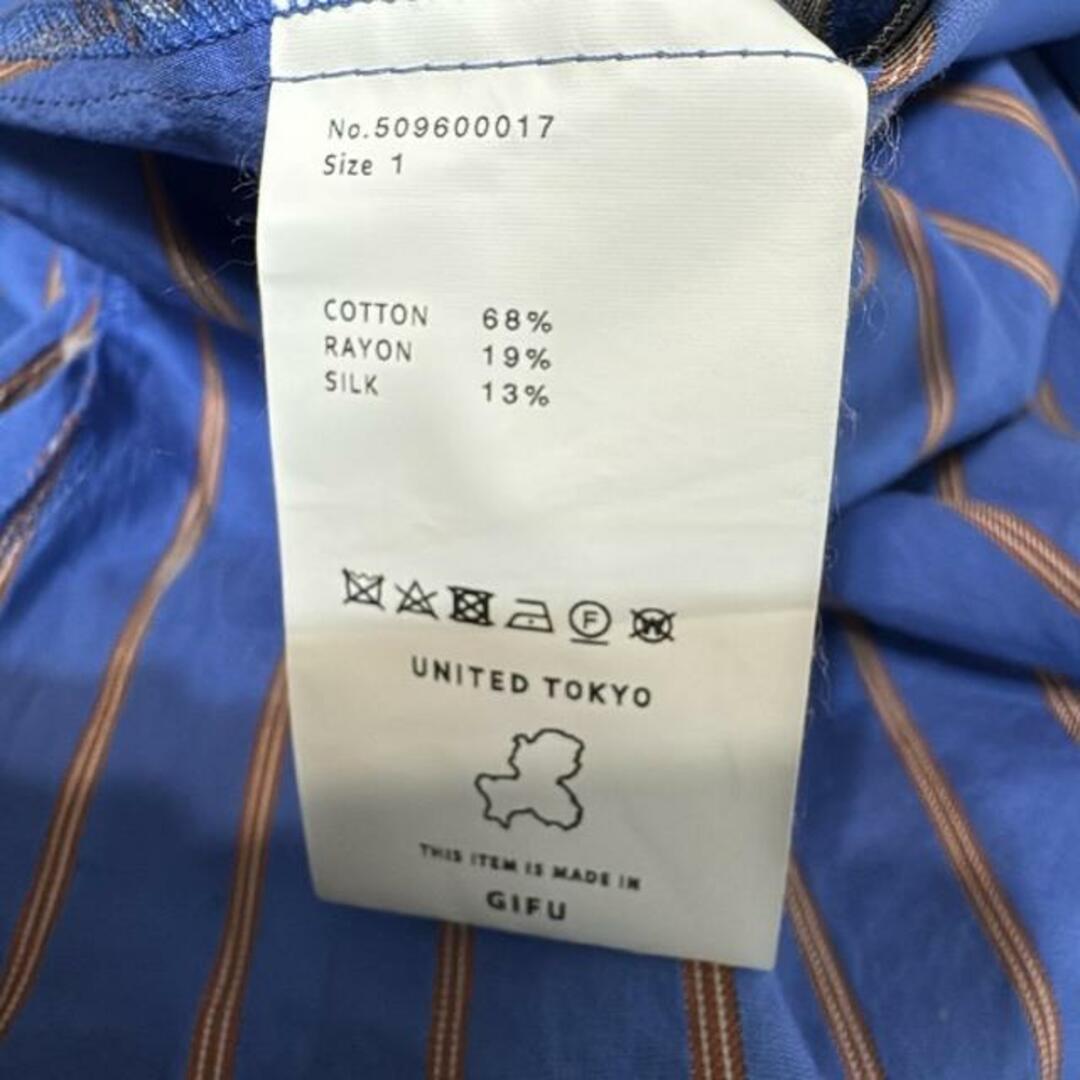 No.509600017
Size 1
COTTON 68%
RAYON 19%
SILK 13%
F W
UNITED TOKYO
THIS ITEM IS MADE IN
GIFU